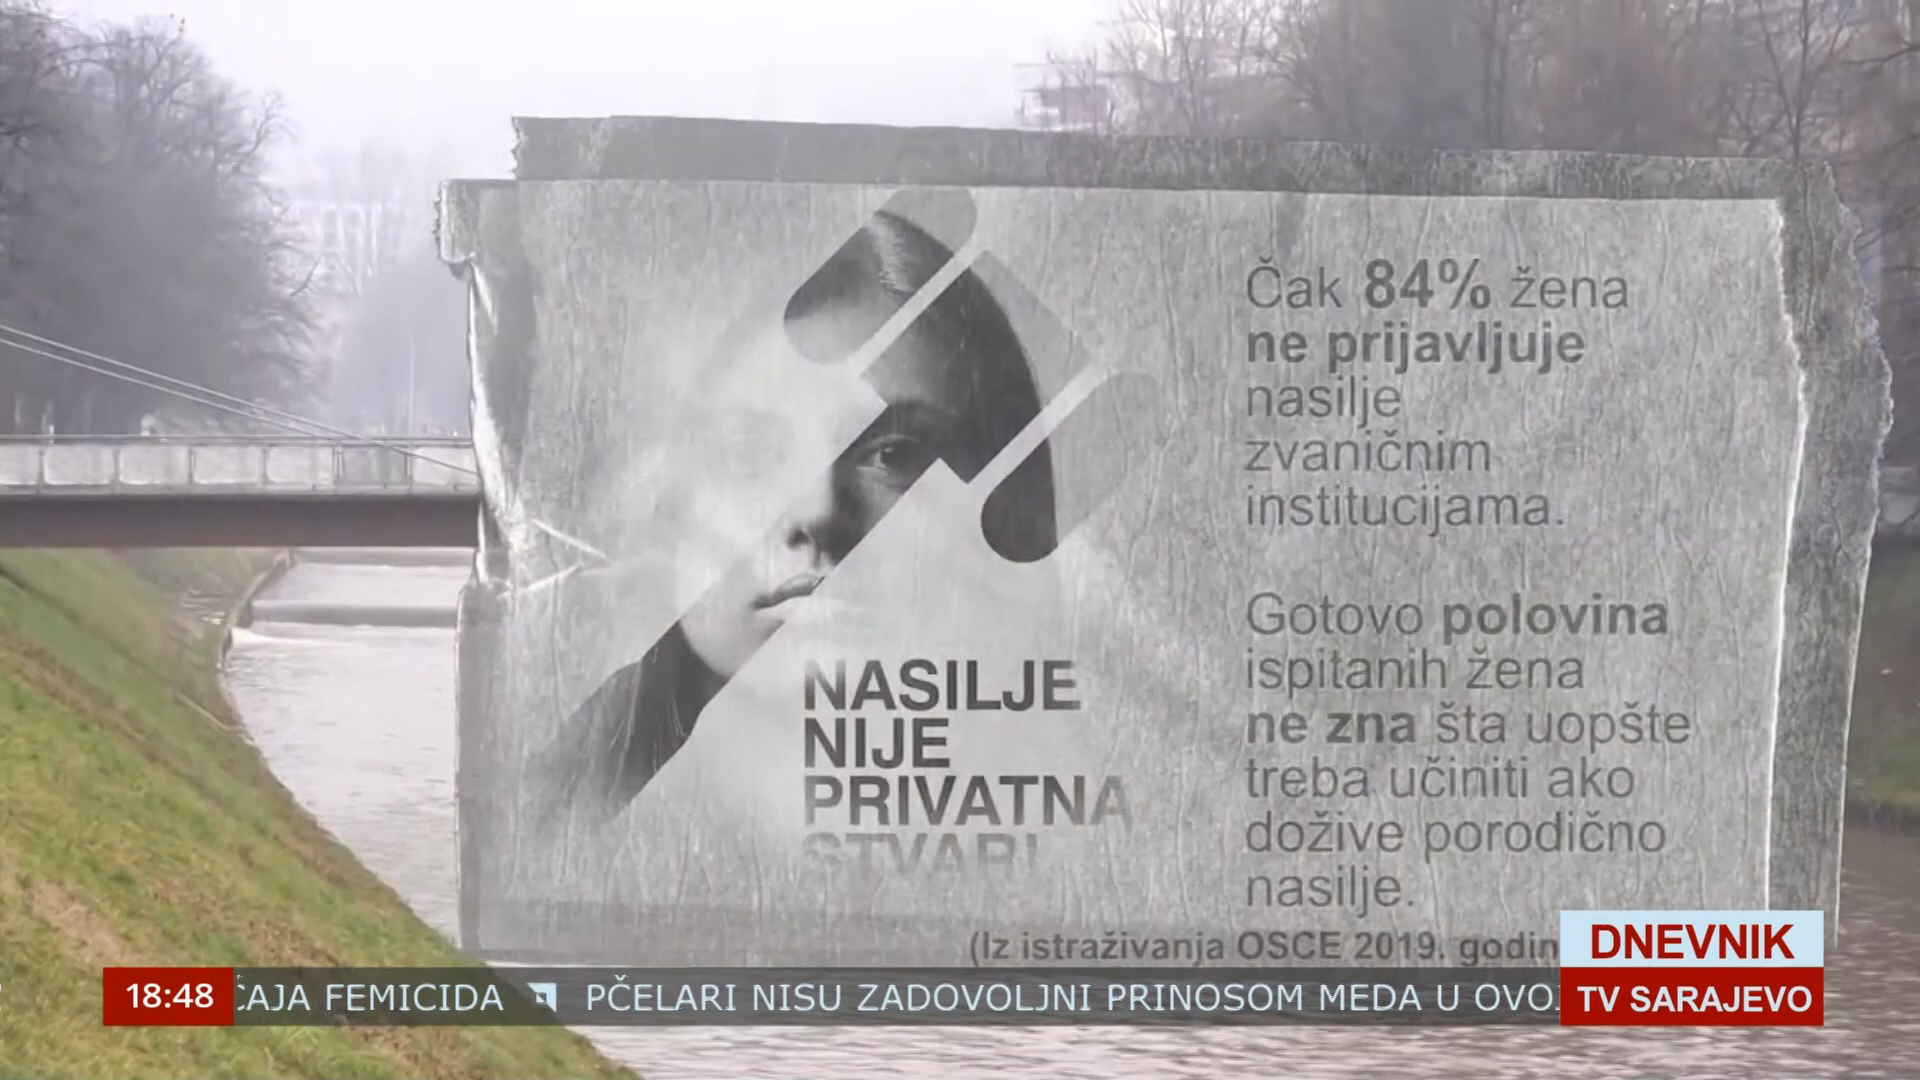 Čak 84% žena
ne prijavljuje
nasilje
zvaničnim
institucijama.
Gotovo polovina
ispitanih žena
ne zna šta uopšte
treba učiniti ako
dožive porodično
nasilje.
NASILJE
NIJE
PRIVATNA
STVAR!
(Iz istraživanja OSCE 2019.
DNEVNIK
TV SARAJEVO
18:48
FEMICIDA PČELARI NISU ZADOVOLJNI PRINOSOM MEDA U